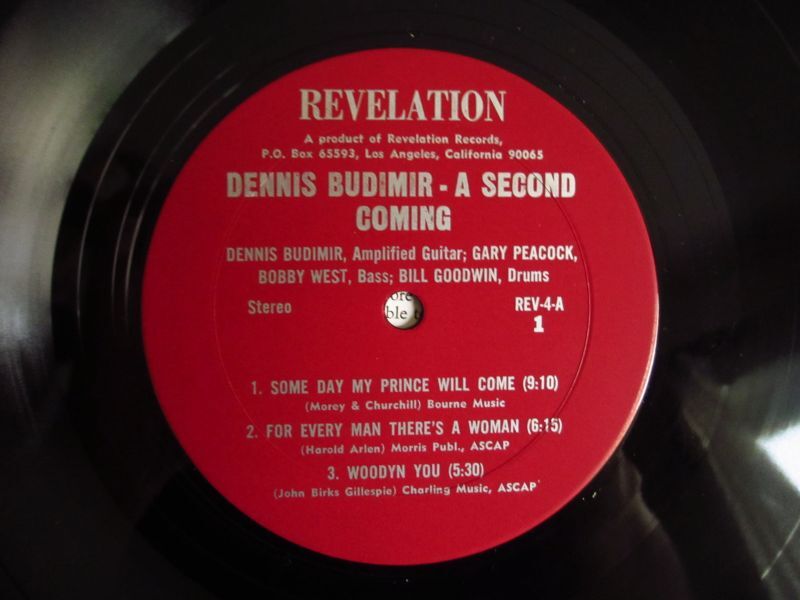 REVELATION
A product of Revelation Records,
P.O. Box 65593, Los Angeles, California 90065
DENNIS BUDIMIR - A SECOND
COMING
DENNIS BUDIMIR, Amplified Guitar; GARY PEACOCK,
BOBBY WEST, Bass; BILL GOODWIN, Drums
Stereo
REV-4-A
1
1. SOME DAY MY PRINCE WILL COME (9:10)
(Morey & Churchill) Bourne Music
2. FOR EVERY MAN THERE'S A WOMAN (6:15)
(Harold Arlen) Morris Publ., ASCAP
3. WOODYN YOU (5:30)
(John Birks Gillespie) Charling Music, ASCAP